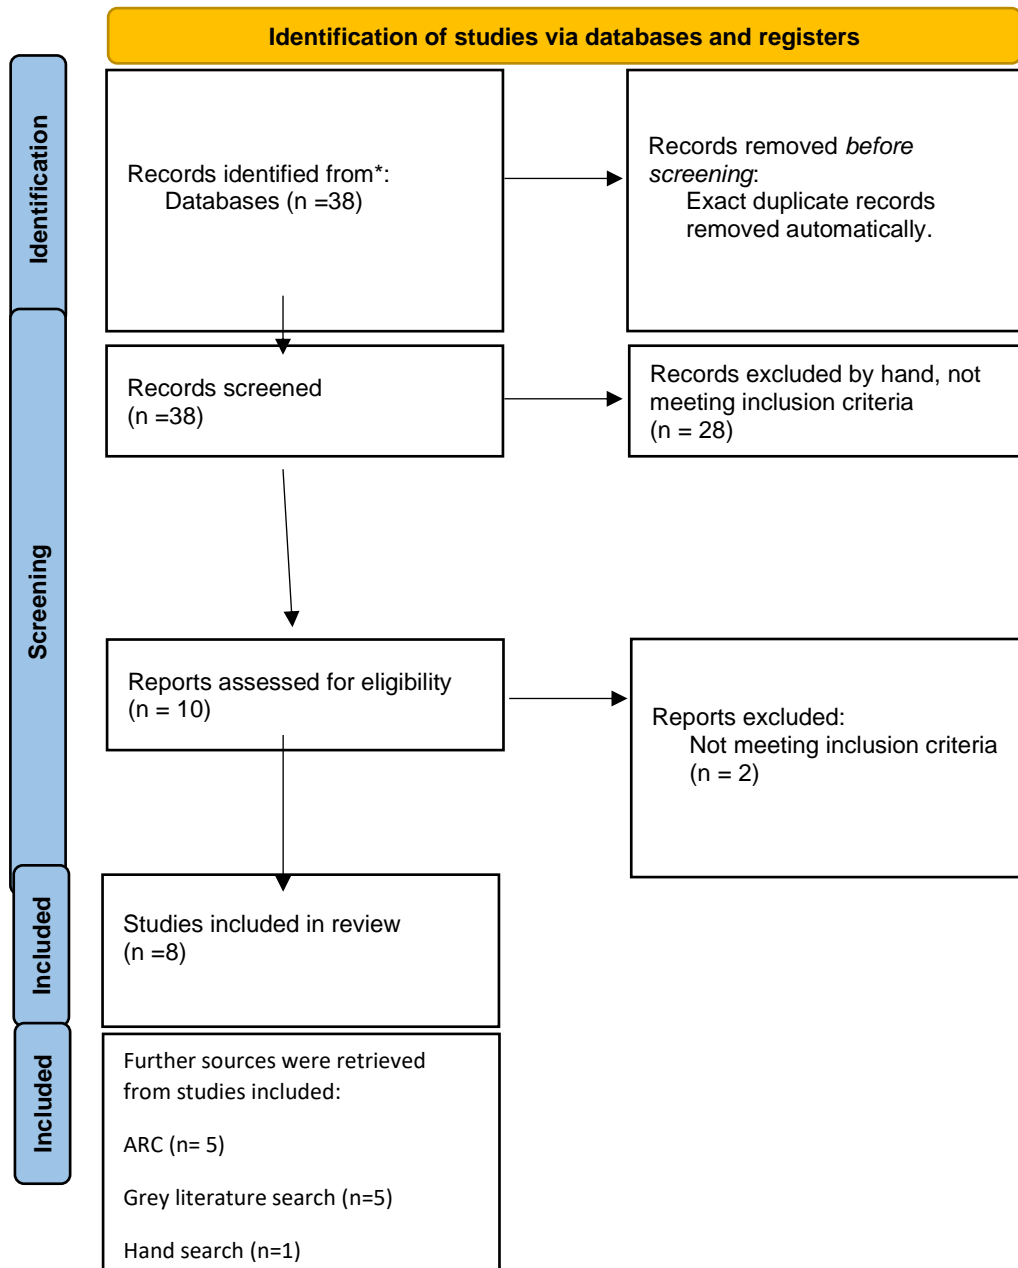 Identification of studies via databases and registers
Identification
Records identified from*:
Databases (n =38)
Records removed before
screening:
Exact duplicate records
removed automatically.
Screening
Records screened
(n =38)
Records excluded by hand, not
meeting inclusion criteria
(n = 28)
Reports assessed for eligibility
(n = 10)
Reports excluded:
Not meeting inclusion criteria
(n = 2)
Included
Studies included in review
(n =8)
Included
Further sources were retrieved
from studies included:
ARC (n= 5)
Grey literature search (n=5)
Hand search (n=1)